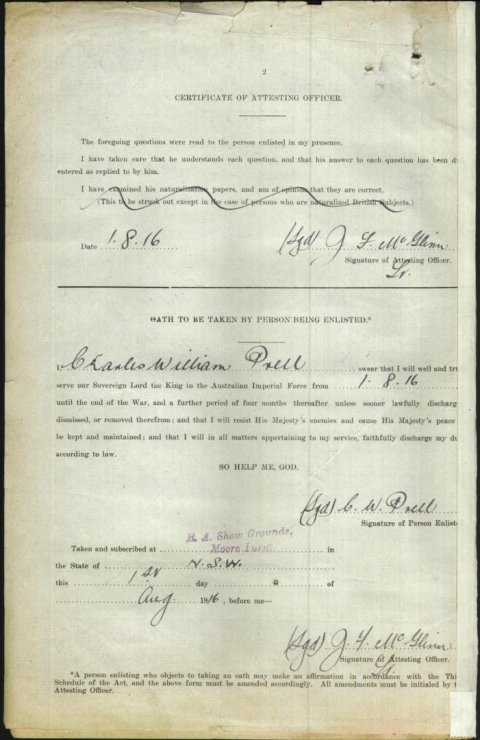 2
CERTIFICATE OF ATTESTING OFFICER.
The foregoing questions were read to the person enlisted in my presence.
I have taken care that he understands each question, and that his answer to each question has been du
entered as replied to by him.
I have examined his naturalization papers, and am of opinion that they are correct.
(This to be struck out except in the case of persons who are naturalized British Subjects.)
Date 1.8.16 (Sgd) J F McGlinn
Signature of Attesting Officer.
Lt.
OATH TO BE TAKEN BY PERSON BEING ENLISTED.*
I, Charles William Prell swear that I will well and tru
serve our Sovereign Lord the King in the Australian Imperial Force from 1.8.16
until the end of the War, and a further period of four months thereafter unless sooner lawfully discharge
dismissed, or removed therefrom; and that I will resist His Majesty's enemies and cause His Majesty's peace
be kept and maintained; and that I will in all matters appertaining to my service, faithfully discharge my du
according to law.
SO HELP ME, GOD.
(Sgd) C. W. Prell
Signature of Person Enliste
R. A. Show Grounds,
Taken and subscribed at Moore Park in
the State of N.S.W.
this 1st day of
Aug 1916, before me—
(Sgd) J. F. McGlinn
Signature of Attesting Officer.
Lt.
*A person enlisting who objects to taking an oath may make an affirmation in accordance with the Thi
Schedule of the Act, and the above form must be amended accordingly. All amendments must be initialed by t
Attesting Officer.